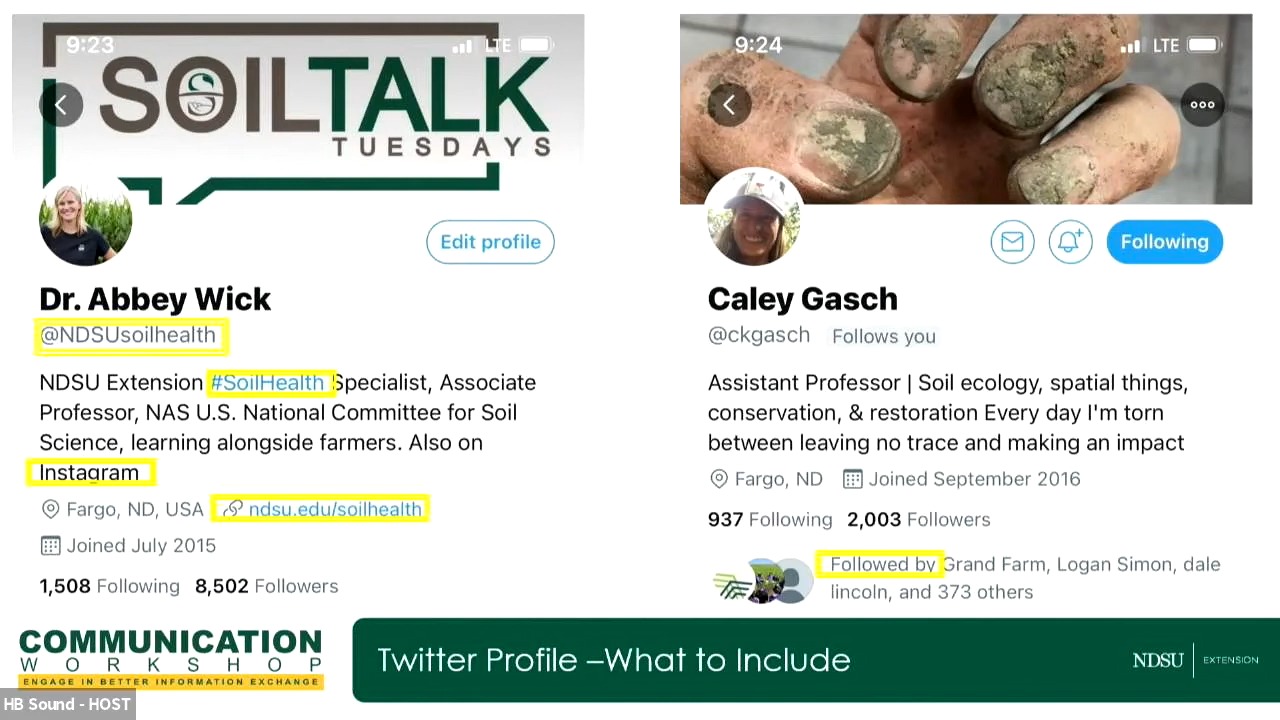 9:23
LTE
SOILTALK
TUESDAYS
Edit profile
Dr. Abbey Wick
@NDSUsoilhealth
NDSU Extension #SoilHealth Specialist, Associate
Professor, NAS U.S. National Committee for Soil
Science, learning alongside farmers. Also on
Instagram
Fargo, ND, USA ndsu.edu/soilhealth
Joined July 2015
1,508 Following 8,502 Followers
9:24
LTE
Following
Caley Gasch
@ckgasch Follows you
Assistant Professor | Soil ecology, spatial things,
conservation, & restoration Every day I'm torn
between leaving no trace and making an impact
Fargo, ND Joined September 2016
937 Following 2,003 Followers
Followed by Grand Farm, Logan Simon, dale
lincoln, and 373 others
COMMUNICATION
WORKSHOP
ENGAGE IN BETTER INFORMATION EXCHANGE
Twitter Profile –What to Include
NDSU EXTENSION
HB Sound - HOST